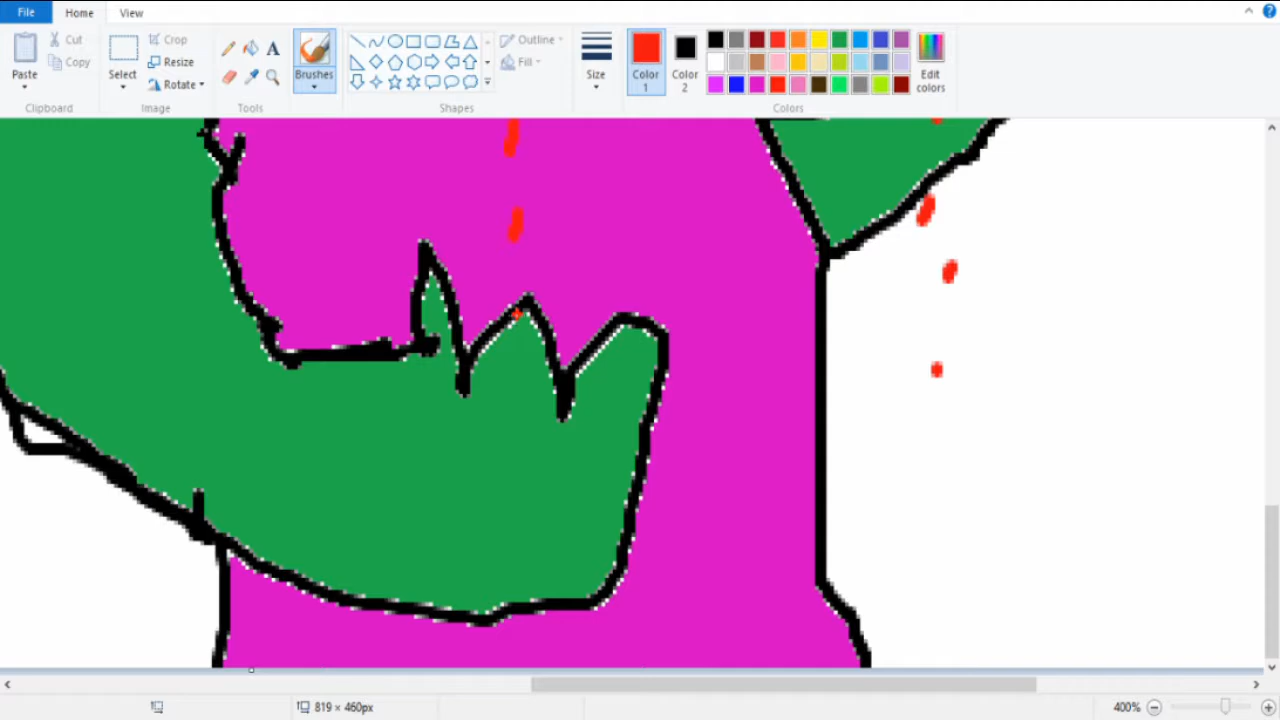 File Home View
Paste Cut Copy Select Crop Resize Rotate Brushes Outline Fill Size Color 1 Color 2 Edit colors
A
Clipboard Image Tools Shapes Colors
819 × 460px 400%